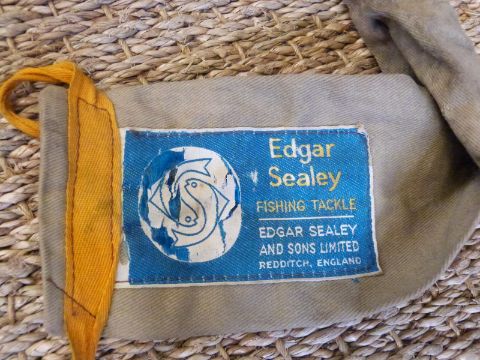 Edgar
Sealey
FISHING TACKLE
EDGAR SEALEY
AND SONS LIMITED
REDDITCH, ENGLAND